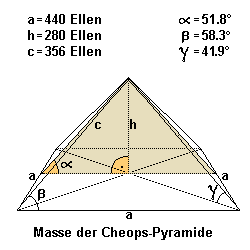 a = 440 Ellen α = 51.8°
h = 280 Ellen β = 58.3°
c = 356 Ellen γ = 41.9°
c h
α
a a
β γ
a
Masse der Cheops-Pyramide